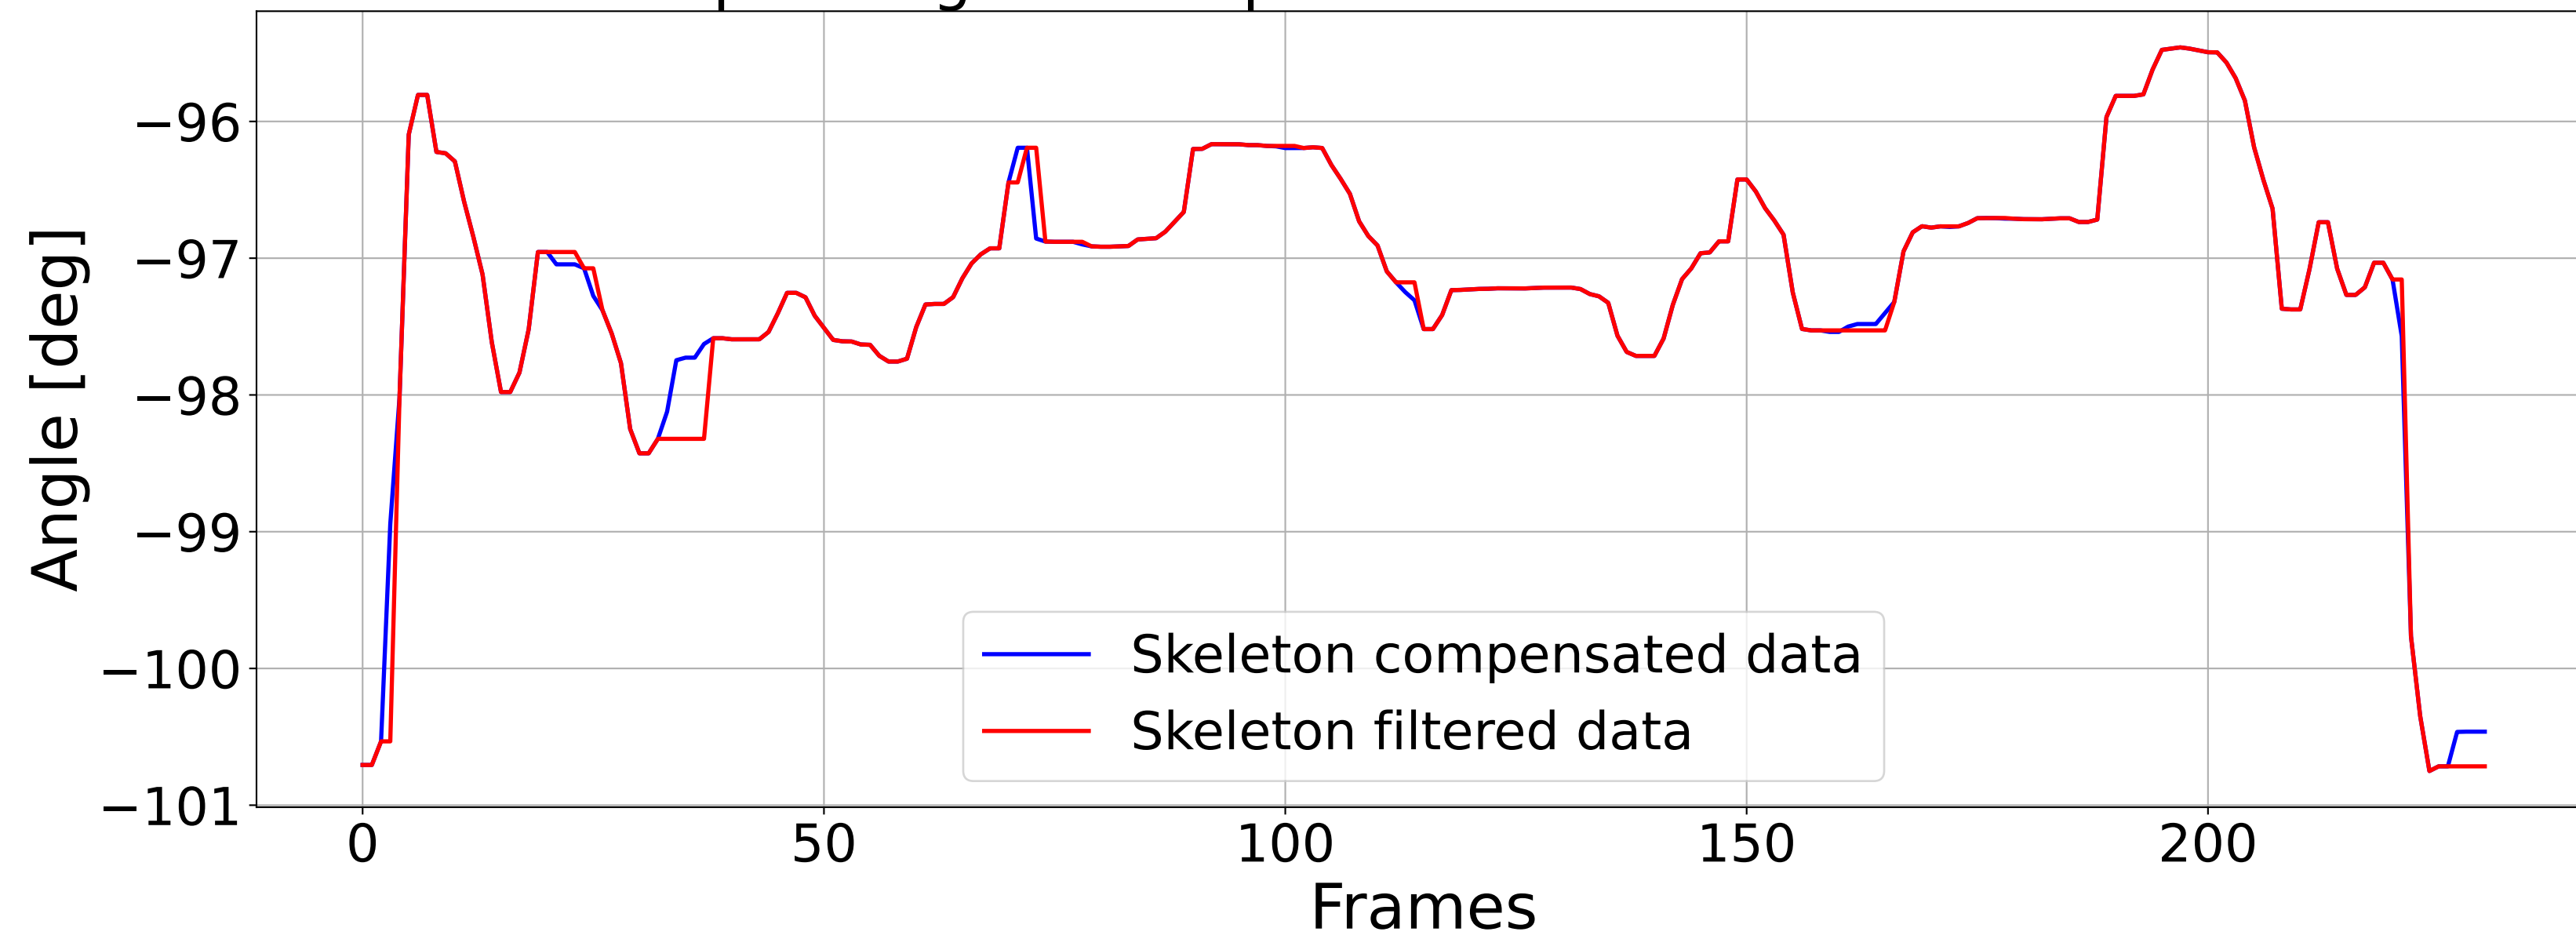 Angle [deg]
−96
−97
−98
−99
−100
−101
Skeleton compensated data
Skeleton filtered data
0 50 100 150 200
Frames